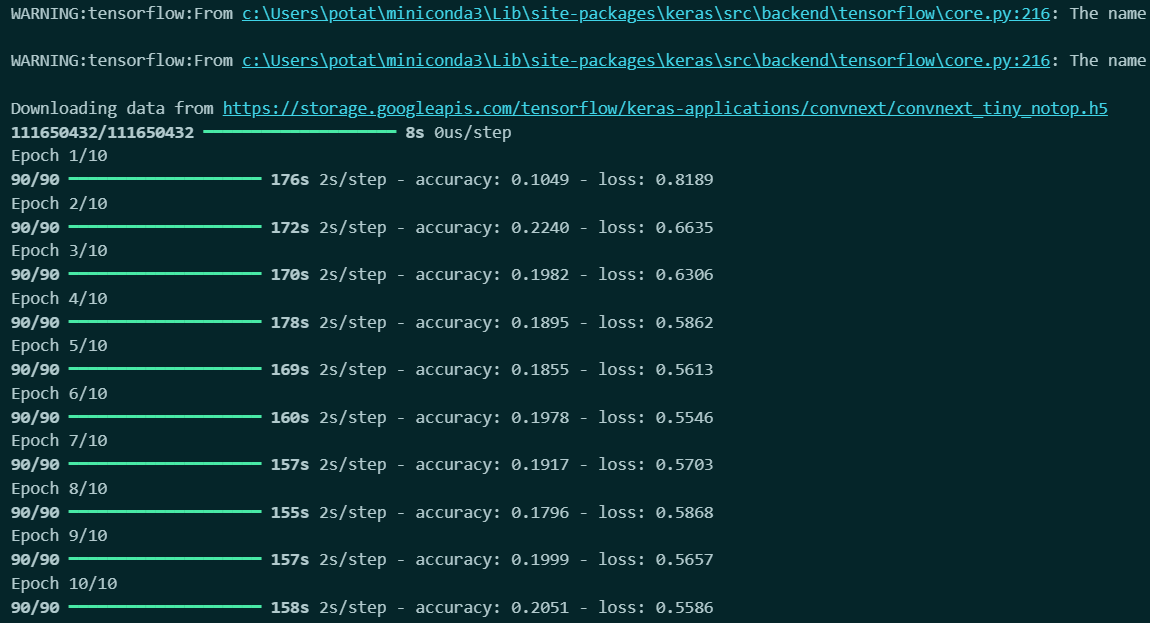 WARNING:tensorflow:From c:\Users\potat\miniconda3\Lib\site-packages\keras\src\backend\tensorflow\core.py:216: The name
WARNING:tensorflow:From c:\Users\potat\miniconda3\Lib\site-packages\keras\src\backend\tensorflow\core.py:216: The name
Downloading data from https://storage.googleapis.com/tensorflow/keras-applications/convnext/convnext_tiny_notop.h5
111650432/111650432 ━━━━━━━━━━━━━━━━━━━━ 8s 0us/step
Epoch 1/10
90/90 ━━━━━━━━━━━━━━━━━━━━ 176s 2s/step - accuracy: 0.1049 - loss: 0.8189
Epoch 2/10
90/90 ━━━━━━━━━━━━━━━━━━━━ 172s 2s/step - accuracy: 0.2240 - loss: 0.6635
Epoch 3/10
90/90 ━━━━━━━━━━━━━━━━━━━━ 170s 2s/step - accuracy: 0.1982 - loss: 0.6306
Epoch 4/10
90/90 ━━━━━━━━━━━━━━━━━━━━ 178s 2s/step - accuracy: 0.1895 - loss: 0.5862
Epoch 5/10
90/90 ━━━━━━━━━━━━━━━━━━━━ 169s 2s/step - accuracy: 0.1855 - loss: 0.5613
Epoch 6/10
90/90 ━━━━━━━━━━━━━━━━━━━━ 160s 2s/step - accuracy: 0.1978 - loss: 0.5546
Epoch 7/10
90/90 ━━━━━━━━━━━━━━━━━━━━ 157s 2s/step - accuracy: 0.1917 - loss: 0.5703
Epoch 8/10
90/90 ━━━━━━━━━━━━━━━━━━━━ 155s 2s/step - accuracy: 0.1796 - loss: 0.5868
Epoch 9/10
90/90 ━━━━━━━━━━━━━━━━━━━━ 157s 2s/step - accuracy: 0.1999 - loss: 0.5657
Epoch 10/10
90/90 ━━━━━━━━━━━━━━━━━━━━ 158s 2s/step - accuracy: 0.2051 - loss: 0.5586